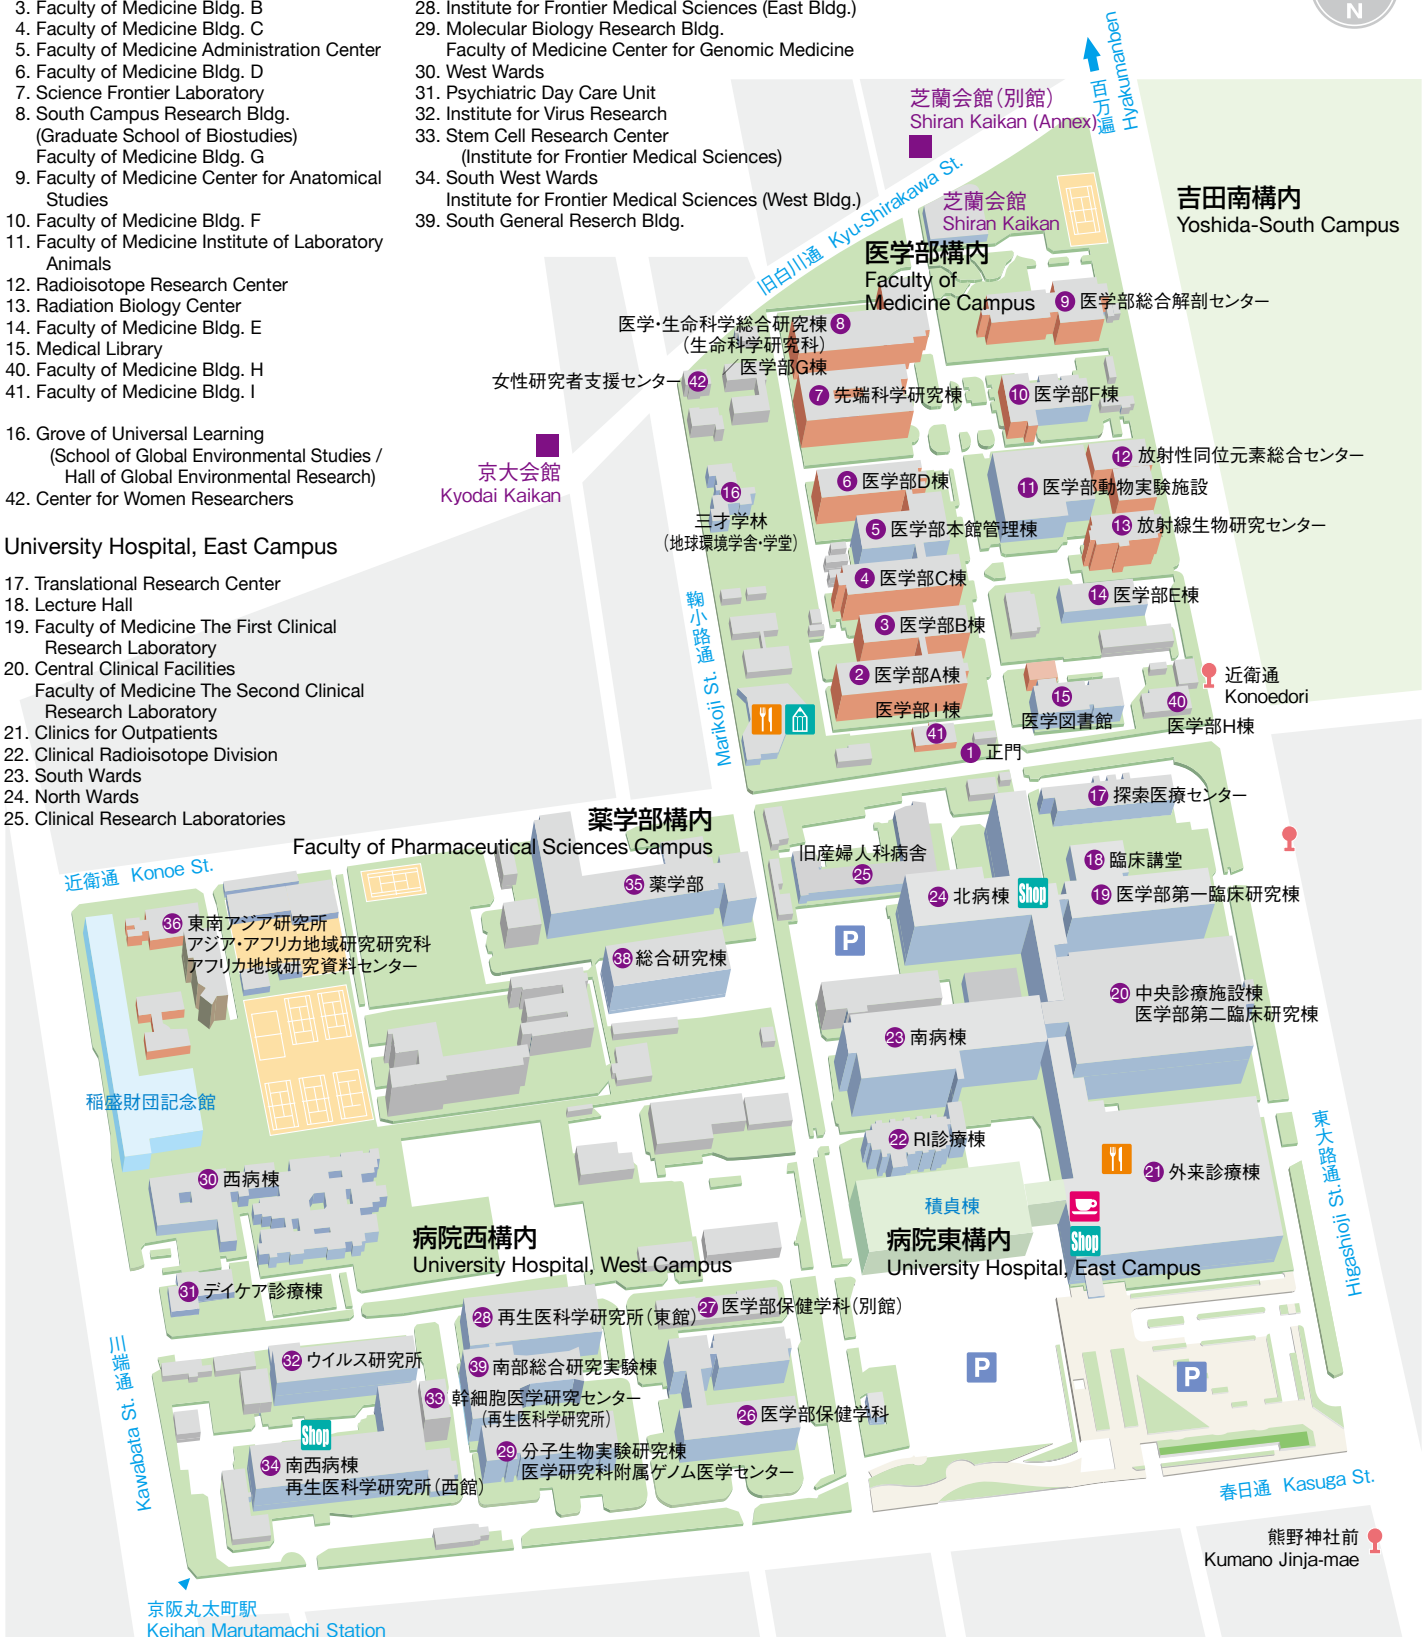 3. Faculty of Medicine Bldg. B
4. Faculty of Medicine Bldg. C
5. Faculty of Medicine Administration Center
6. Faculty of Medicine Bldg. D
7. Science Frontier Laboratory
8. South Campus Research Bldg.
(Graduate School of Biostudies)
Faculty of Medicine Bldg. G
9. Faculty of Medicine Center for Anatomical
Studies
10. Faculty of Medicine Bldg. F
11. Faculty of Medicine Institute of Laboratory
Animals
12. Radioisotope Research Center
13. Radiation Biology Center
14. Faculty of Medicine Bldg. E
15. Medical Library
40. Faculty of Medicine Bldg. H
41. Faculty of Medicine Bldg. I
16. Grove of Universal Learning
(School of Global Environmental Studies /
Hall of Global Environmental Research)
42. Center for Women Researchers
University Hospital, East Campus
17. Translational Research Center
18. Lecture Hall
19. Faculty of Medicine The First Clinical
Research Laboratory
20. Central Clinical Facilities
Faculty of Medicine The Second Clinical
Research Laboratory
21. Clinics for Outpatients
22. Clinical Radioisotope Division
23. South Wards
24. North Wards
25. Clinical Research Laboratories
28. Institute for Frontier Medical Sciences (East Bldg.)
29. Molecular Biology Research Bldg.
Faculty of Medicine Center for Genomic Medicine
30. West Wards
31. Psychiatric Day Care Unit
32. Institute for Virus Research
33. Stem Cell Research Center
(Institute for Frontier Medical Sciences)
34. South West Wards
Institute for Frontier Medical Sciences (West Bldg.)
39. South General Reserch Bldg.
N
百万遍
Hyakumanben
芝蘭会館(別館)
Shiran Kaikan (Annex)
旧白川通 Kyu-Shirakawa St.
芝蘭会館
Shiran Kaikan
吉田南構内
Yoshida-South Campus
医学部構内
Faculty of
Medicine Campus
9 医学部総合解剖センター
医学・生命科学総合研究棟 8
(生命科学研究科)
医学部G棟
女性研究者支援センター 42
7 先端科学研究棟
10 医学部F棟
京大会館
Kyodai Kaikan
12 放射性同位元素総合センター
6 医学部D棟
11 医学部動物実験施設
16
三才学林
(地球環境学舎・学堂)
5 医学部本館管理棟
13 放射線生物研究センター
4 医学部C棟
14 医学部E棟
3 医学部B棟
鞠小路通 Marikoji St.
2 医学部A棟
近衛通
Konoedori
15
医学図書館
40
医学部H棟
医学部I棟
41
1 正門
17 探索医療センター
薬学部構内
Faculty of Pharmaceutical Sciences Campus
旧産婦人科病舎
25
18 臨床講堂
近衛通 Konoe St.
35 薬学部
24 北病棟
Shop
19 医学部第一臨床研究棟
36 東南アジア研究所
アジア・アフリカ地域研究研究科
アフリカ地域研究資料センター
P
38 総合研究棟
20 中央診療施設棟
医学部第二臨床研究棟
23 南病棟
稲盛財団記念館
22 RI診療棟
東大路通 Higashioji St.
30 西病棟
21 外来診療棟
積貞棟
病院西構内
University Hospital, West Campus
病院東構内
University Hospital, East Campus
Shop
31 デイケア診療棟
28 再生医科学研究所(東館)
27 医学部保健学科(別館)
川端通 Kawabata St.
32 ウイルス研究所
39 南部総合研究実験棟
P
P
33 幹細胞医学研究センター
(再生医科学研究所)
26 医学部保健学科
Shop
34 南西病棟
再生医科学研究所(西館)
29 分子生物実験研究棟
医学研究科附属ゲノム医学センター
春日通 Kasuga St.
熊野神社前
Kumano Jinja-mae
京阪丸太町駅
Keihan Marutamachi Station